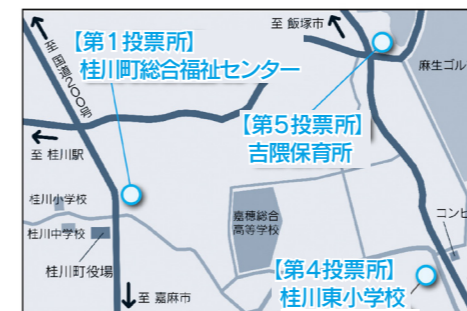 【第1投票所】
桂川町総合福祉センター
至 飯塚市
麻生ゴル
至 国道200号
【第5投票所】
吉隈保育所
至 桂川駅
桂川小学校
桂川中学校
桂川町役場
嘉穂総合
高等学校
コンビ
【第4投票所】
桂川東小学校
至 嘉麻市